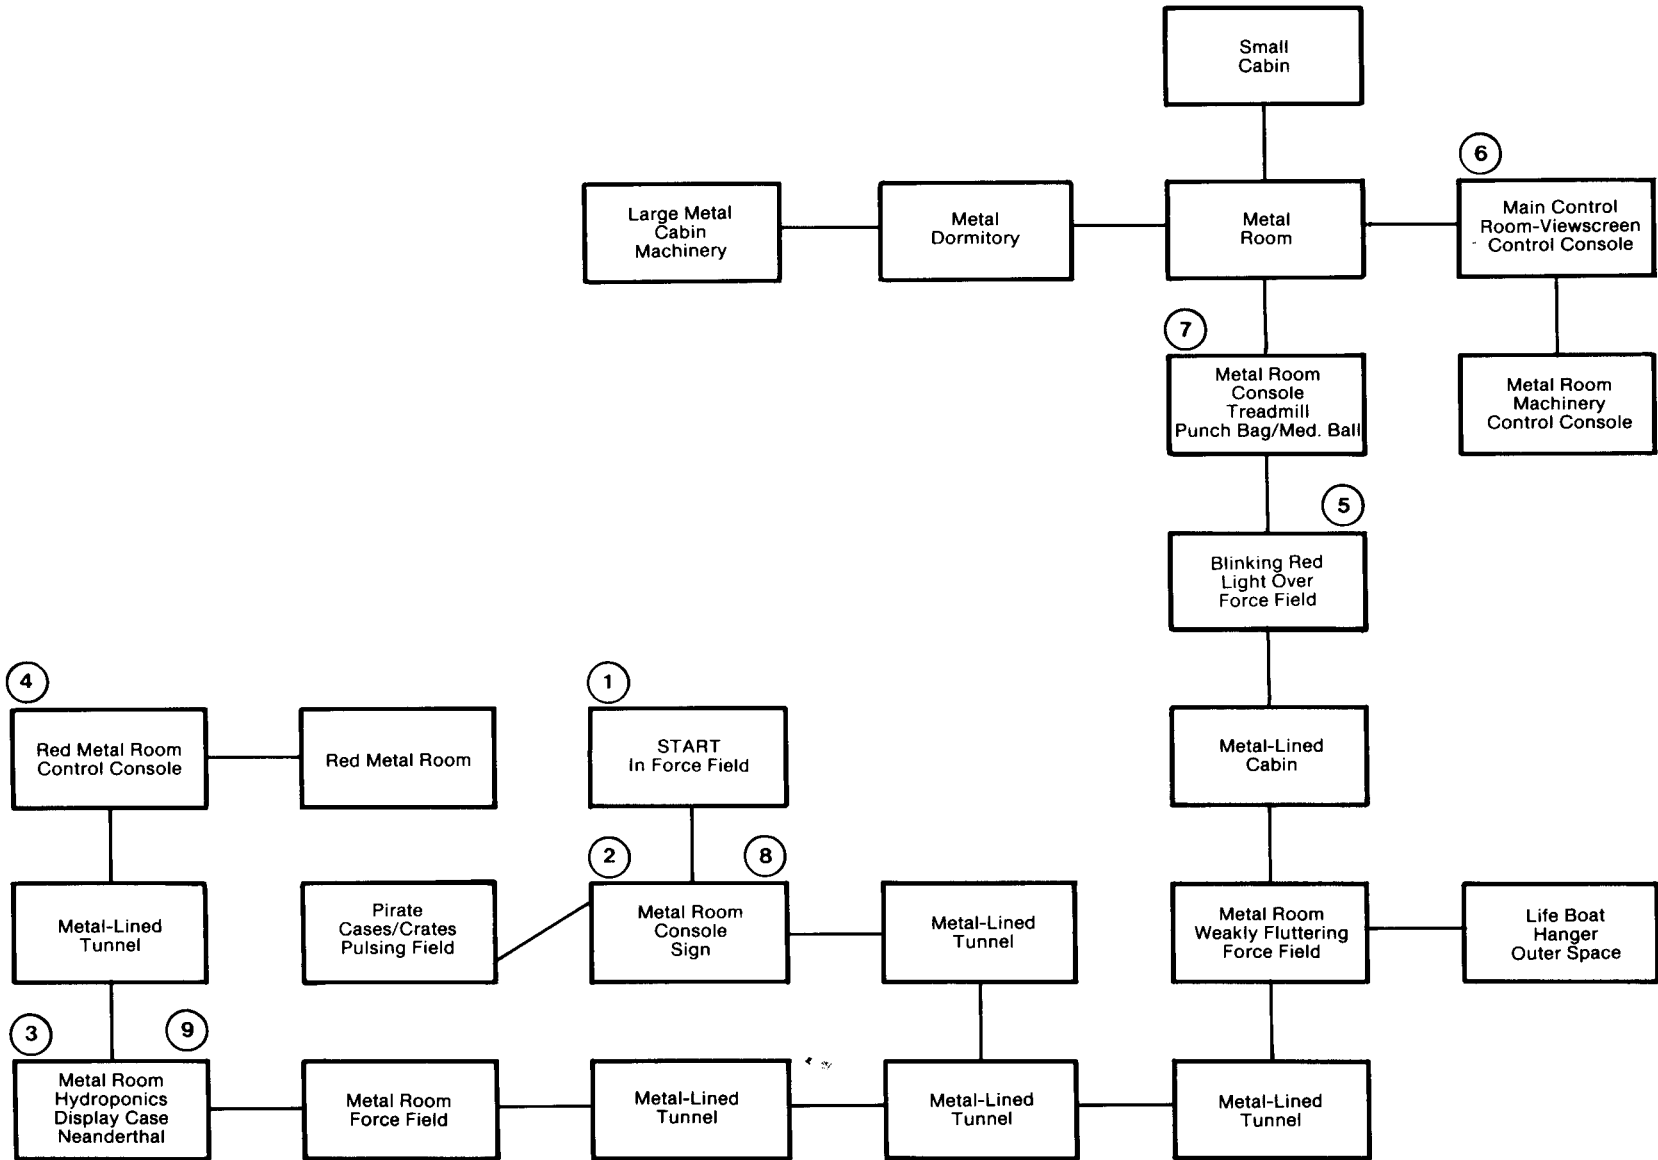 Small
Cabin
6
Large Metal
Cabin
Machinery
Metal
Dormitory
Metal
Room
Main Control
Room-Viewscreen
Control Console
7
Metal Room
Console
Treadmill
Punch Bag/Med. Ball
Metal Room
Machinery
Control Console
5
Blinking Red
Light Over
Force Field
4
1
Red Metal Room
Control Console
Red Metal Room
START
In Force Field
Metal-Lined
Cabin
2
8
Metal-Lined
Tunnel
Pirate
Cases/Crates
Pulsing Field
Metal Room
Console
Sign
Metal-Lined
Tunnel
Metal Room
Weakly Fluttering
Force Field
Life Boat
Hanger
Outer Space
3
9
Metal Room
Hydroponics
Display Case
Neanderthal
Metal Room
Force Field
Metal-Lined
Tunnel
Metal-Lined
Tunnel
Metal-Lined
Tunnel